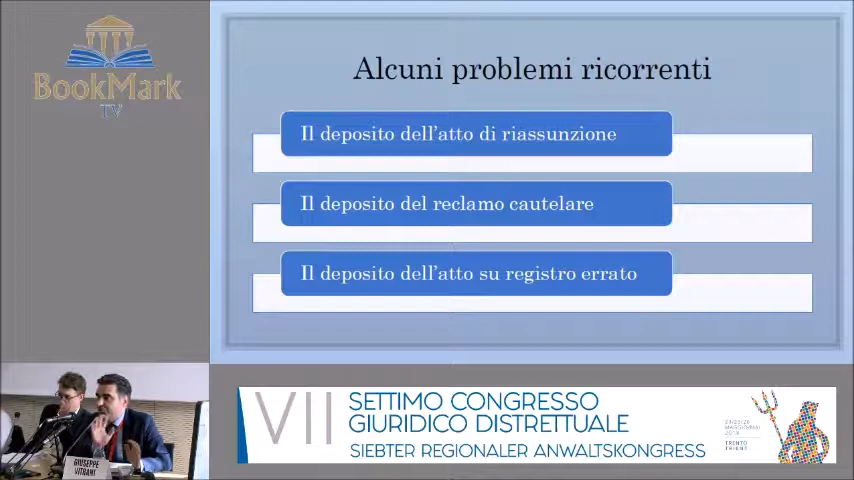 BookMark
TV
Alcuni problemi ricorrenti
Il deposito dell'atto di riassunzione
Il deposito del reclamo cautelare
Il deposito dell'atto su registro errato
GIUSEPPE
VITRANI
VII
SETTIMO CONGRESSO
GIURIDICO DISTRETTUALE
SIEBTER REGIONALER ANWALTSKONGRESS
TRENTO
TRIENT